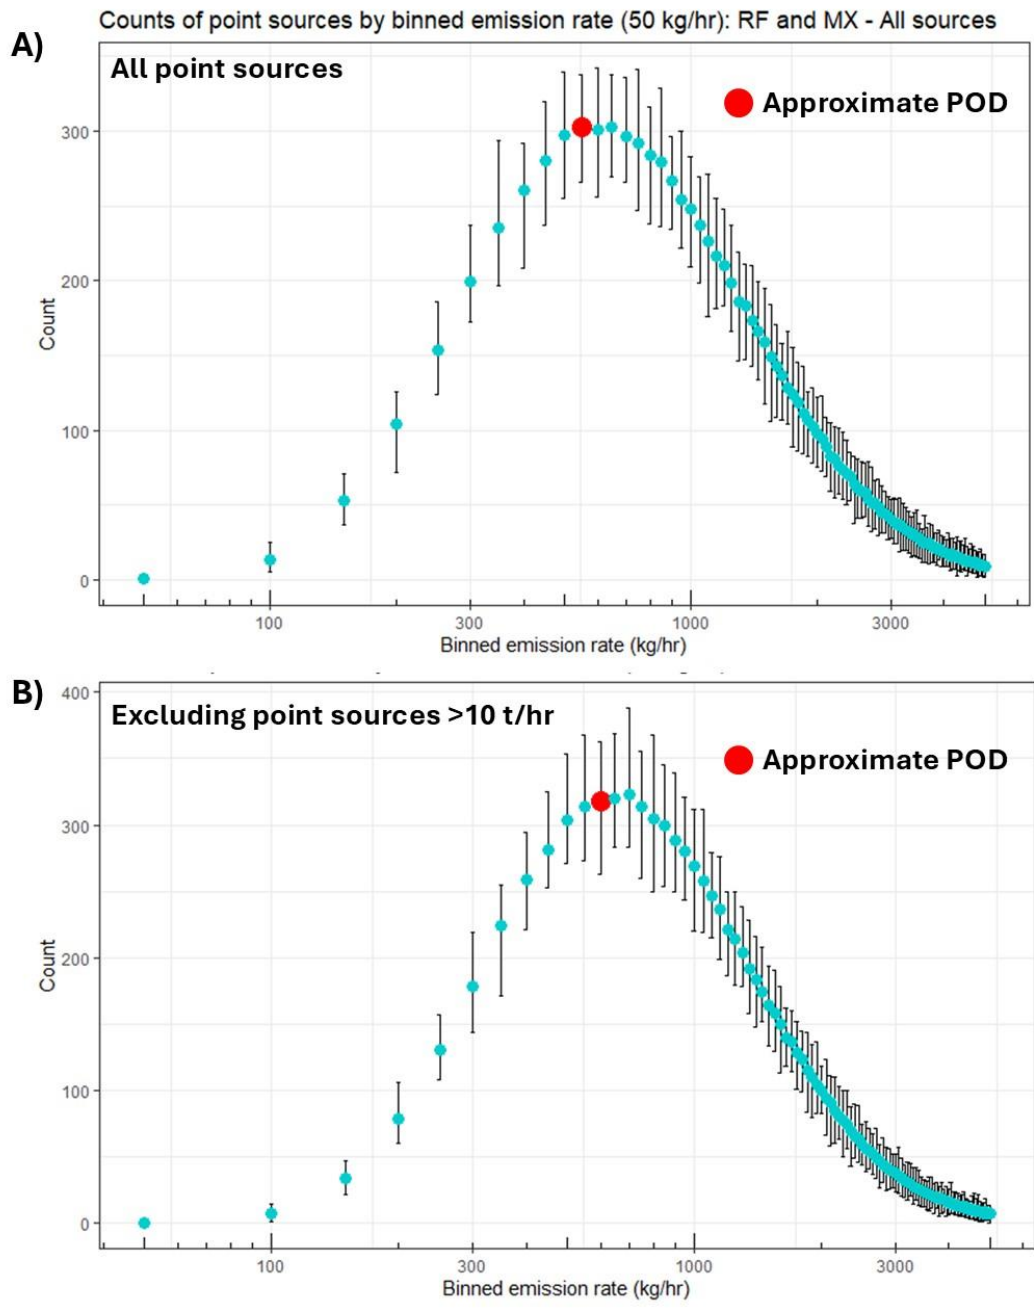 Counts of point sources by binned emission rate (50 kg/hr): RF and MX - All sources
A)
All point sources
Approximate POD
300
200
100
0
Count
100 300 1000 3000
Binned emission rate (kg/hr)
B)
Excluding point sources >10 t/hr
Approximate POD
400
300
200
100
0
Count
100 300 1000 3000
Binned emission rate (kg/hr)